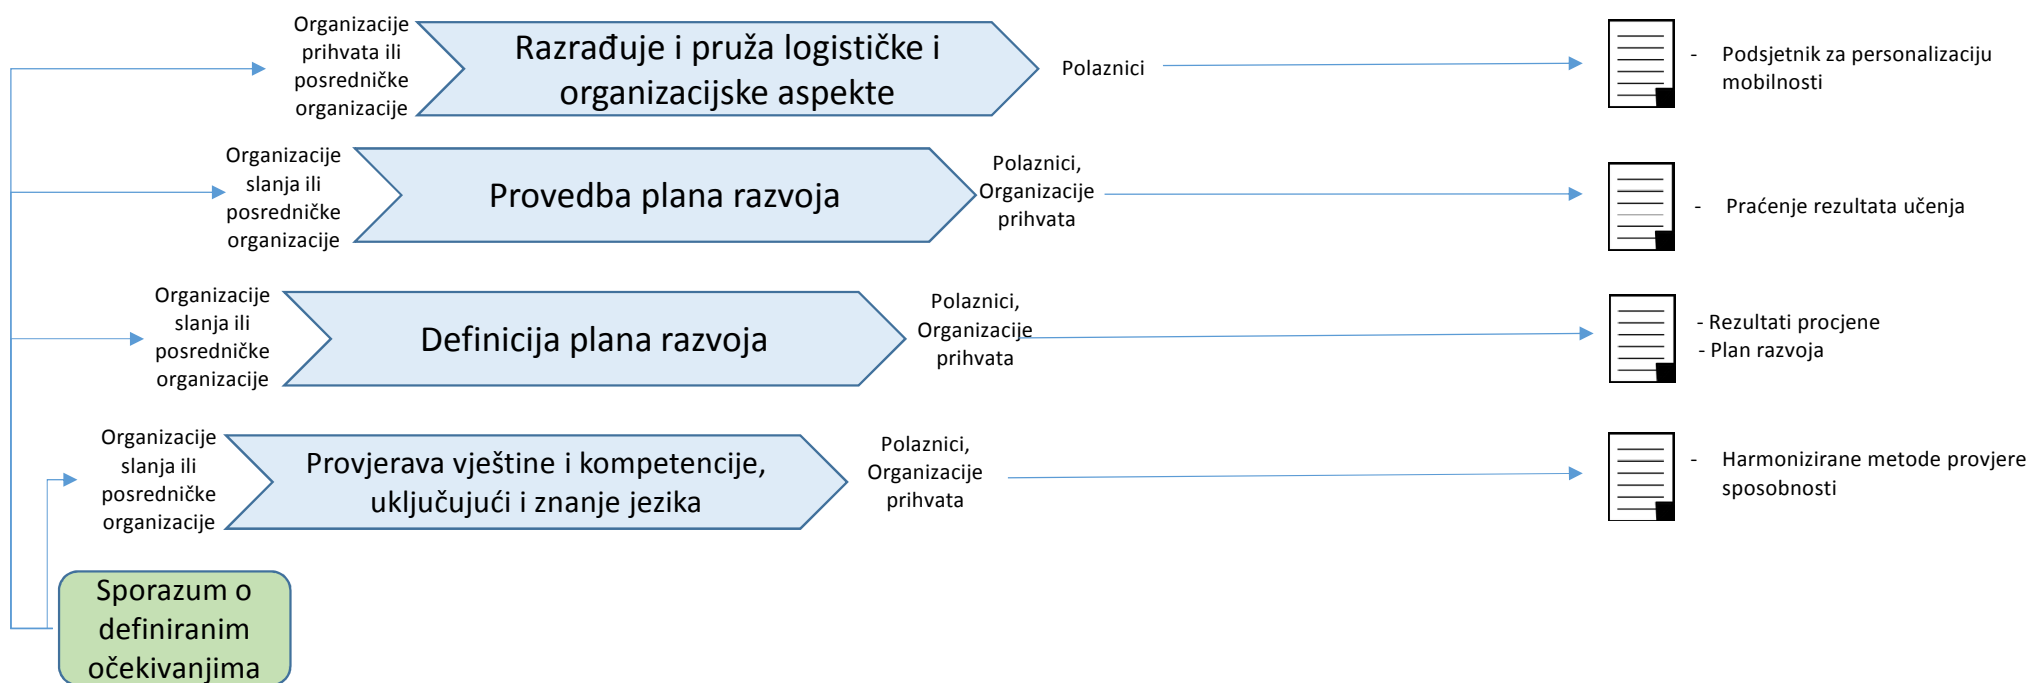 Organizacije
prihvata ili
posredničke
organizacije
Razrađuje i pruža logističke i
organizacijske aspekte
Polaznici
- Podsjetnik za personalizaciju
mobilnosti
Organizacije
slanja ili
posredničke
organizacije
Provedba plana razvoja
Polaznici,
Organizacije
prihvata
- Praćenje rezultata učenja
Organizacije
slanja ili
posredničke
organizacije
Definicija plana razvoja
Polaznici,
Organizacije
prihvata
- Rezultati procjene
- Plan razvoja
Organizacije
slanja ili
posredničke
organizacije
Provjerava vještine i kompetencije,
uključujući i znanje jezika
Polaznici,
Organizacije
prihvata
- Harmonizirane metode provjere
sposobnosti
Sporazum o
definiranim
očekivanjima